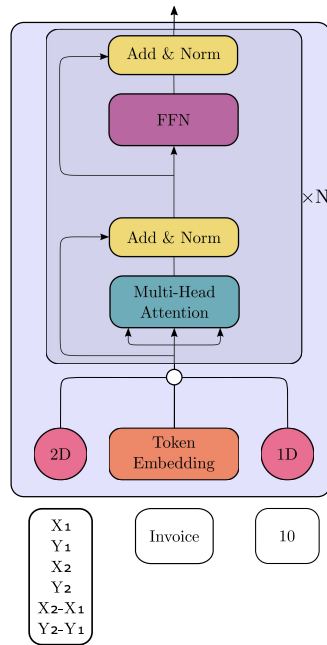 Add & Norm
FFN
×N
Add & Norm
Multi-Head
Attention
2D
Token
Embedding
1D
X1
Y1
X2
Y2
X2-X1
Y2-Y1
Invoice
10